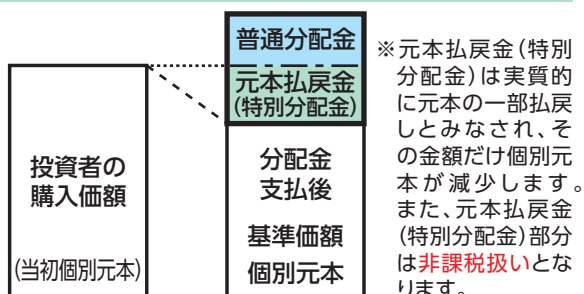 普通分配金
元本払戻金
(特別分配金)
投資者の
購入価額
(当初個別元本)
分配金
支払後
基準価額
個別元本
※元本払戻金(特別
分配金)は実質的
に元本の一部払戻
しとみなされ、そ
の金額だけ個別元
本が減少します。
また、元本払戻金
(特別分配金)部分
は非課税扱いとな
ります。